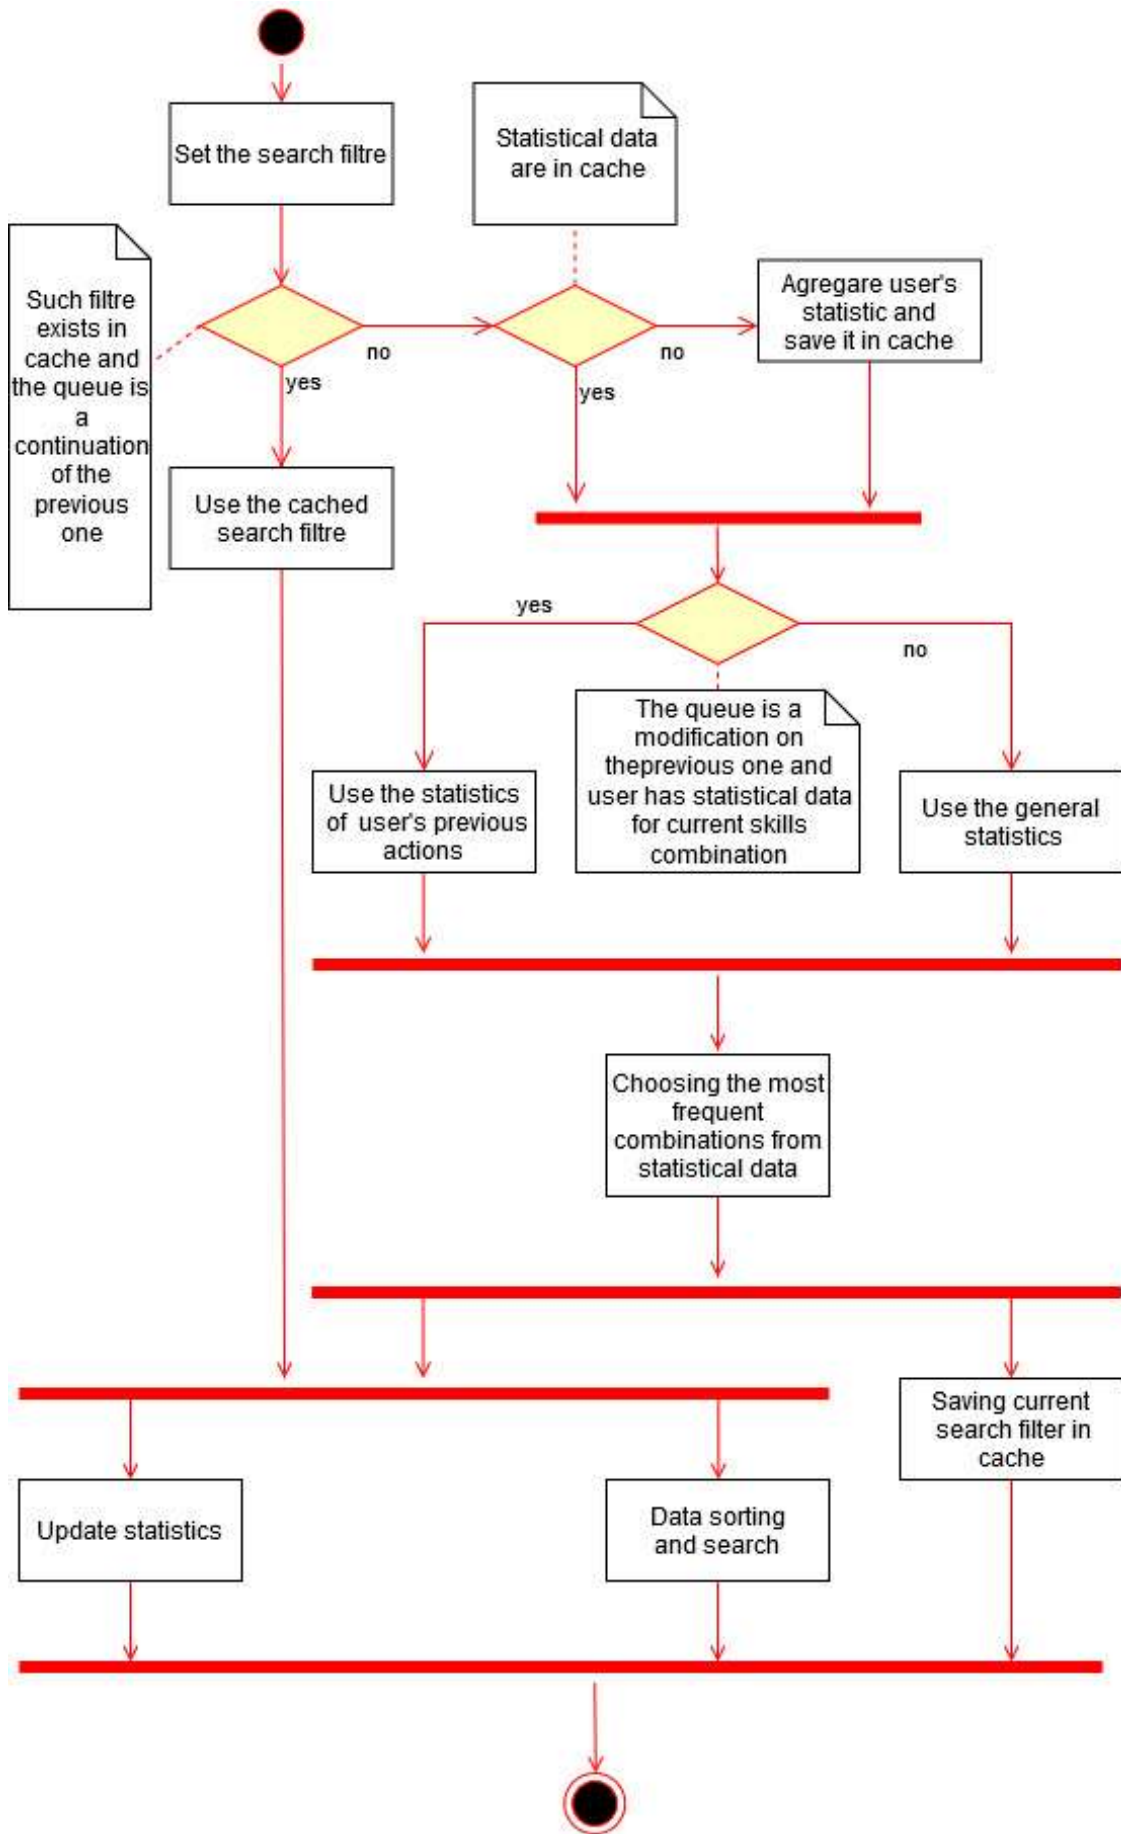 Set the search filtre
Statistical data
are in cache
Such filtre
exists in
cache and
the queue is
a
continuation
of the
previous
one
no
yes
no
yes
Agregare user's
statistic and
save it in cache
Use the cached
search filtre
yes
no
The queue is a
modification on
theprevious one and
user has statistical data
for current skills
combination
Use the statistics
of user's previous
actions
Use the general
statistics
Choosing the most
frequent
combinations from
statistical data
Saving current
search filter in
cache
Update statistics
Data sorting
and search